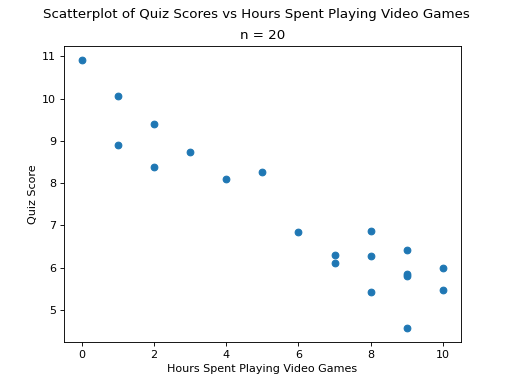 Scatterplot of Quiz Scores vs Hours Spent Playing Video Games
n = 20
11
10
9
8
7
6
5
Quiz Score
0 2 4 6 8 10
Hours Spent Playing Video Games